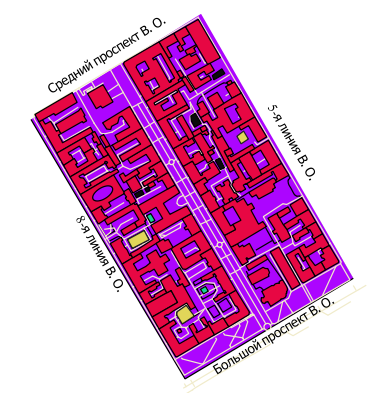 Средний проспект В. О.
5-я линия В. О.
8-я линия В. О.
Большой проспект В. О.